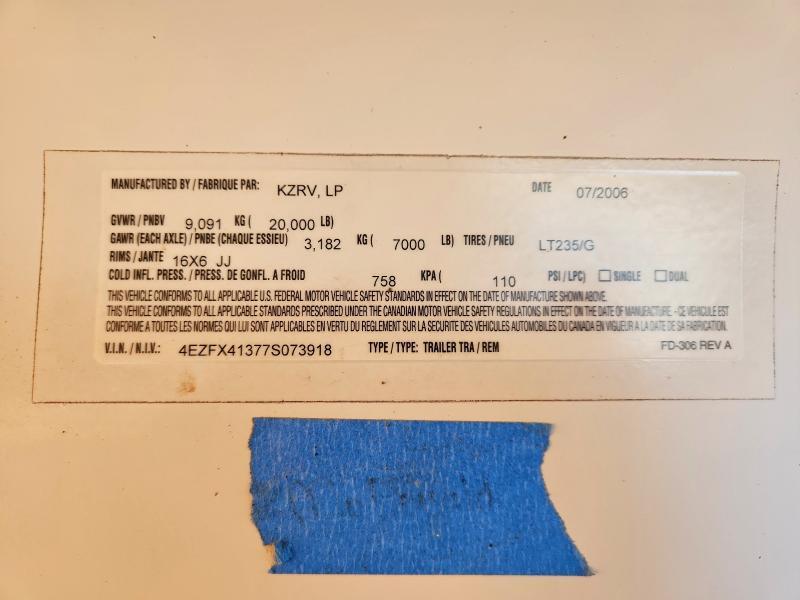 MANUFACTURED BY / FABRIQUE PAR: KZRV, LP DATE 07/2006
GVWR / PNBV 9,091 KG ( 20,000 LB)
GAWR (EACH AXLE) / PNBE (CHAQUE ESSIEU) 3,182 KG ( 7000 LB) TIRES / PNEU LT235/G
RIMS / JANTE 16X6 JJ
COLD INFL. PRESS. / PRESS. DE GONFL. A FROID 758 KPA ( 110 PSI / LPC) SINGLE DUAL
THIS VEHICLE CONFORMS TO ALL APPLICABLE U.S. FEDERAL MOTOR VEHICLE SAFETY STANDARDS IN EFFECT ON THE DATE OF MANUFACTURE SHOWN ABOVE.
THIS VEHICLE CONFORMS TO ALL APPLICABLE STANDARDS PRESCRIBED UNDER THE CANADIAN MOTOR VEHICLE SAFETY REGULATIONS IN EFFECT ON THE DATE OF MANUFACTURE. - CE VEHICULE EST
CONFORME A TOUTES LES NORMES QUI LUI SONT APPLICABLES EN VERTU DU REGLEMENT SUR LA SECURITE DES VEHICULES AUTOMOBILES DU CANADA EN VIGUEUR A LA DATE DE SA FABRICATION.
V.I.N. / N.I.V.: 4EZFX41377S073918 TYPE / TYPE: TRAILER TRA / REM FD-306 REV A